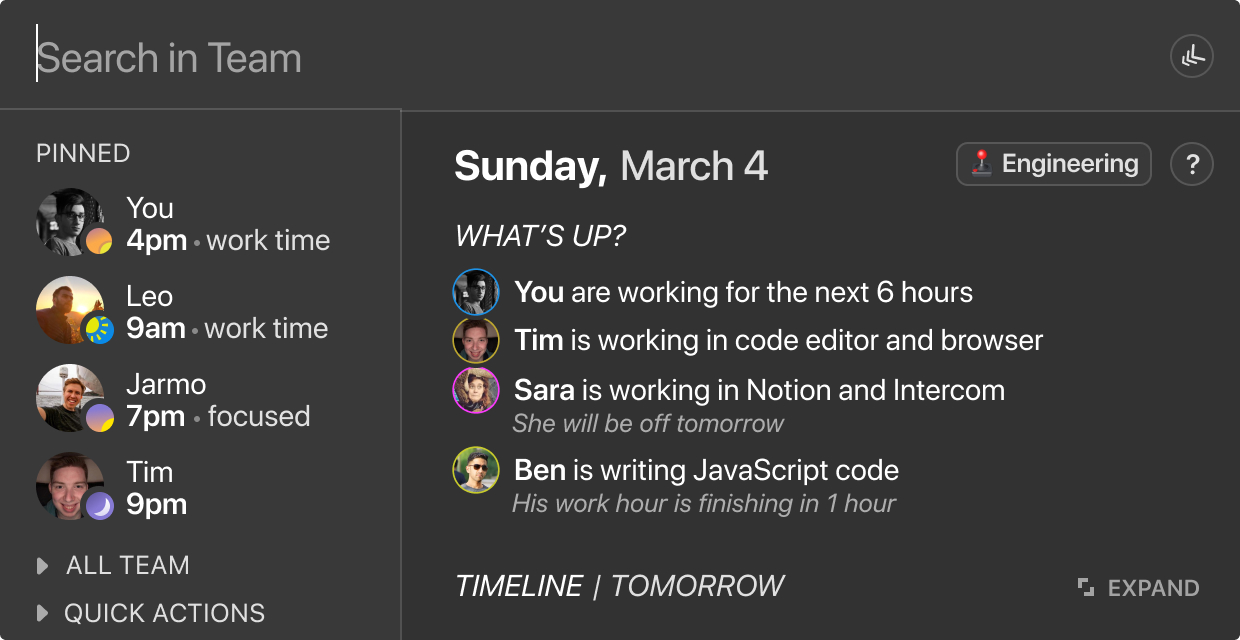 Search in Team
PINNED
You
4pm • work time
Leo
9am • work time
Jarmo
7pm • focused
Tim
9pm
ALL TEAM
QUICK ACTIONS
Sunday, March 4
Engineering
?
WHAT’S UP?
You are working for the next 6 hours
Tim is working in code editor and browser
Sara is working in Notion and Intercom
She will be off tomorrow
Ben is writing JavaScript code
His work hour is finishing in 1 hour
TIMELINE | TOMORROW
EXPAND